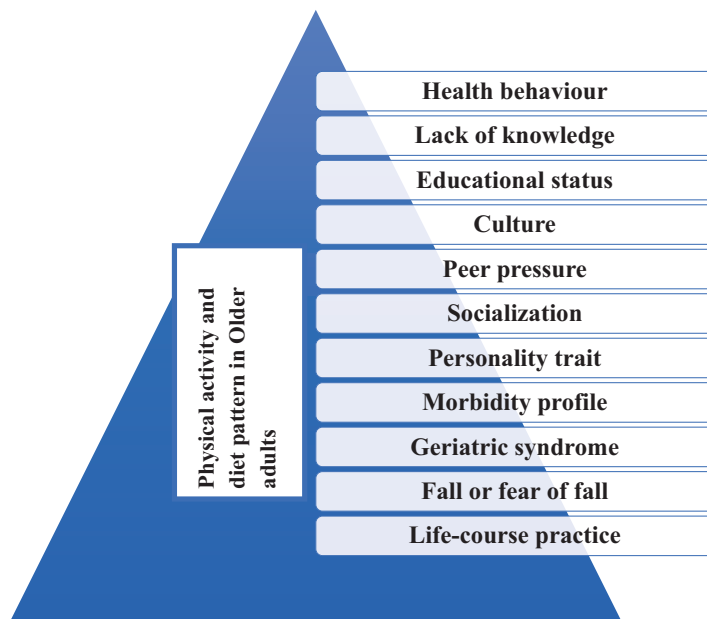 Health behaviour
Lack of knowledge
Educational status
Culture
Peer pressure
Socialization
Personality trait
Morbidity profile
Geriatric syndrome
Fall or fear of fall
Life-course practice
Physical activity and
diet pattern in Older
adults